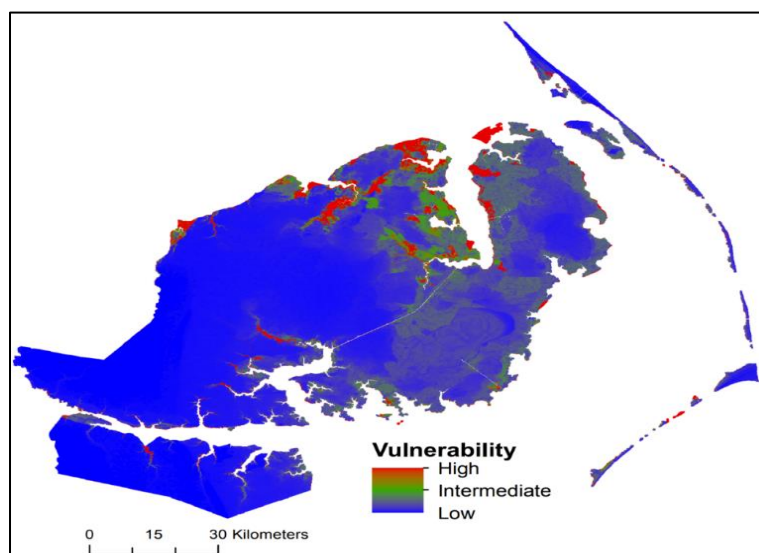 Vulnerability
High
Intermediate
Low
0 15 30 Kilometers